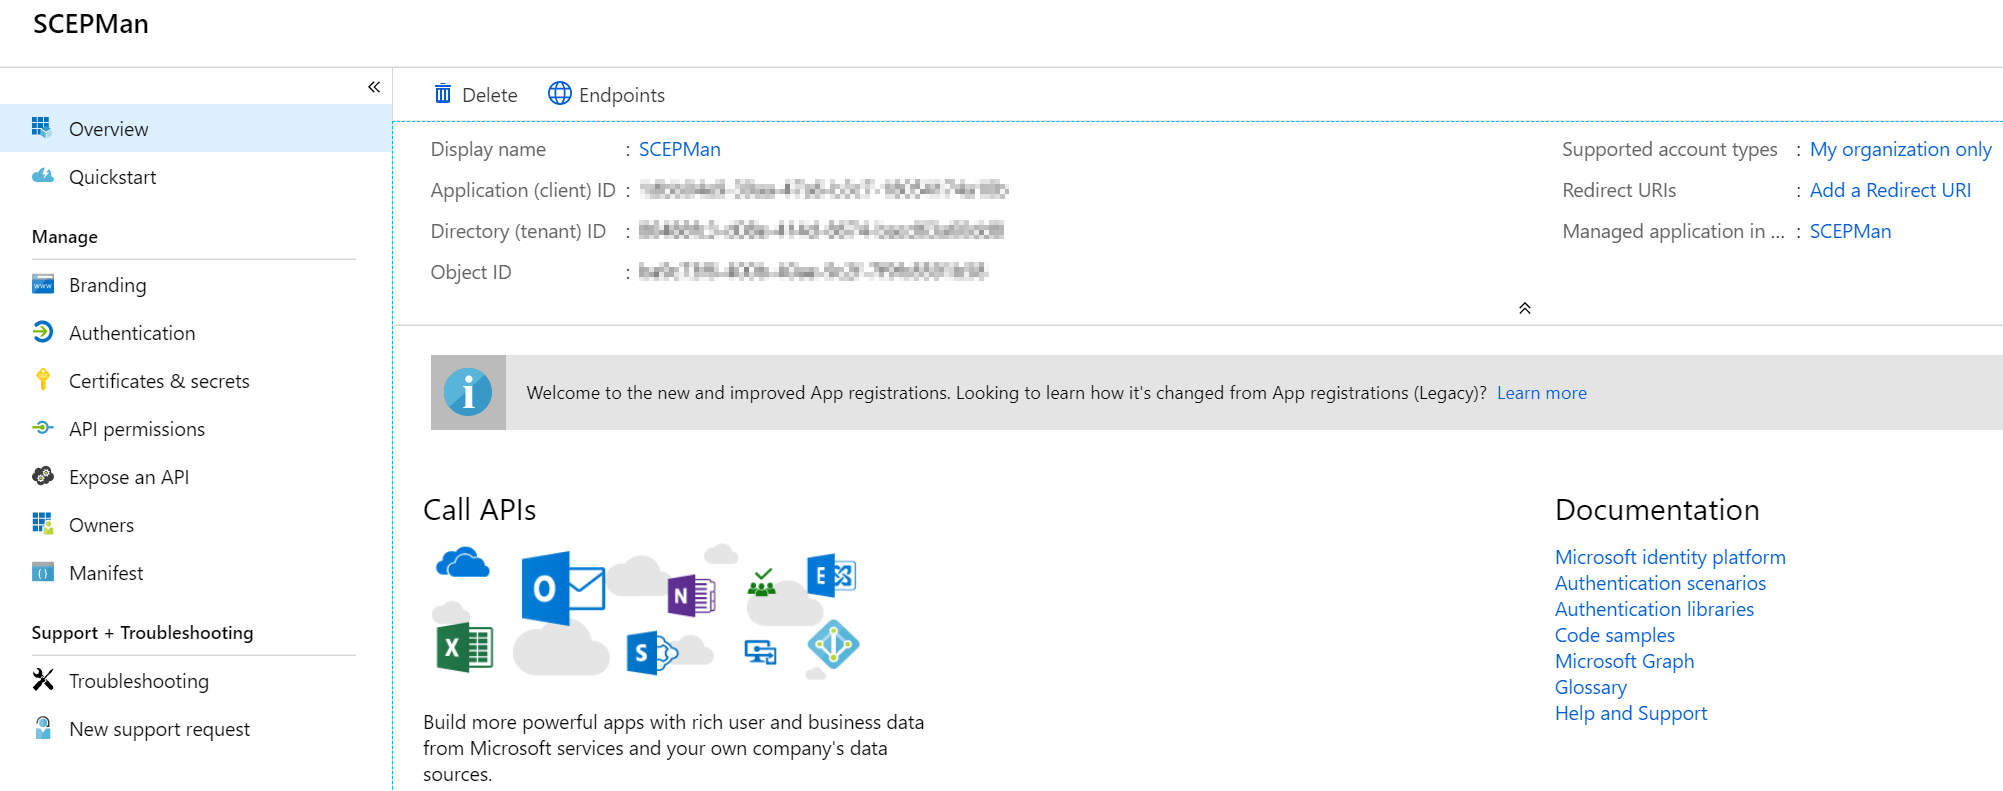 SCEPMan
«
Delete
Endpoints
Overview
Quickstart
Manage
Branding
Authentication
Certificates & secrets
API permissions
Expose an API
Owners
Manifest
Support + Troubleshooting
Troubleshooting
New support request
Display name : SCEPMan
Application (client) ID :
Directory (tenant) ID :
Object ID :
Supported account types : My organization only
Redirect URIs : Add a Redirect URI
Managed application in ... : SCEPMan
Welcome to the new and improved App registrations. Looking to learn how it's changed from App registrations (Legacy)? Learn more
Call APIs
Build more powerful apps with rich user and business data
from Microsoft services and your own company's data
sources.
Documentation
Microsoft identity platform
Authentication scenarios
Authentication libraries
Code samples
Microsoft Graph
Glossary
Help and Support